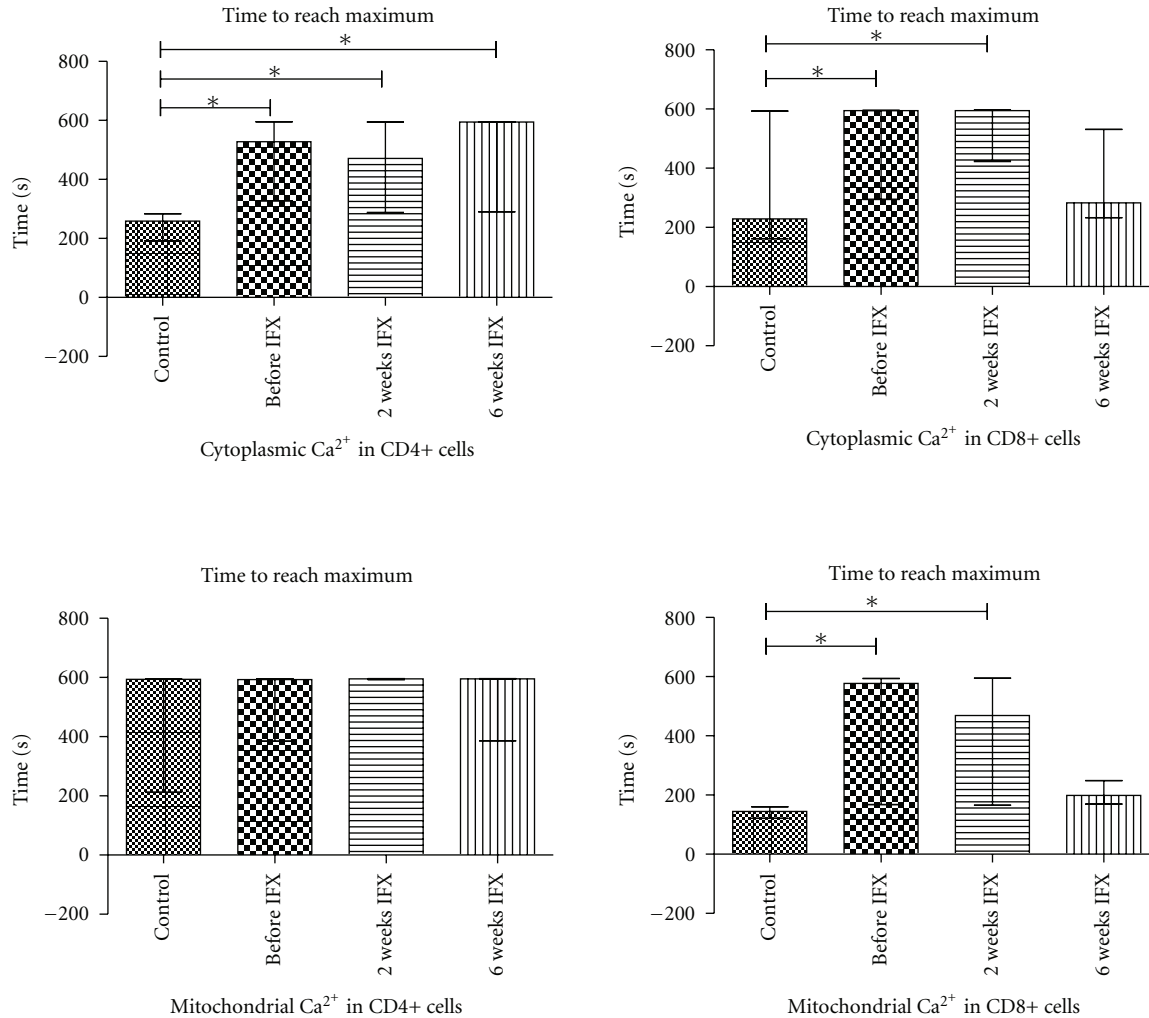 Time to reach maximum
*
*
*
800
600
400
200
0
−200
Time (s)
Control
Before IFX
2 weeks IFX
6 weeks IFX
Cytoplasmic Ca²⁺ in CD4+ cells
Time to reach maximum
*
*
800
600
400
200
0
−200
Time (s)
Control
Before IFX
2 weeks IFX
6 weeks IFX
Cytoplasmic Ca²⁺ in CD8+ cells
Time to reach maximum
800
600
400
200
0
−200
Time (s)
Control
Before IFX
2 weeks IFX
6 weeks IFX
Mitochondrial Ca²⁺ in CD4+ cells
Time to reach maximum
*
*
800
600
400
200
0
−200
Time (s)
Control
Before IFX
2 weeks IFX
6 weeks IFX
Mitochondrial Ca²⁺ in CD8+ cells